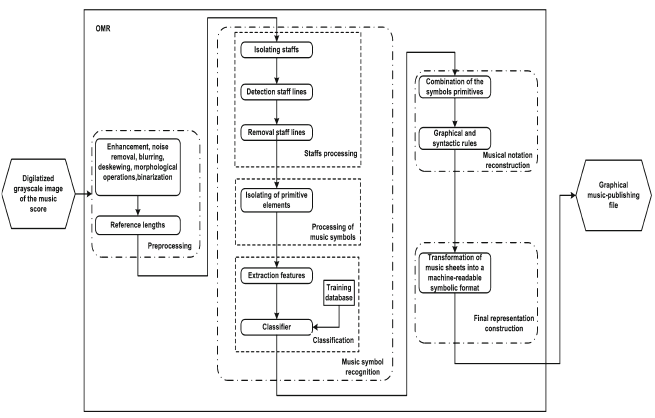 OMR
Digitalized
grayscale image
of the music
score
Enhancement, noise
removal, blurring,
deskewing, morphological
operations,binarization
Reference lengths
Preprocessing
Isolating staffs
Detection staff lines
Removal staff lines
Staffs processing
Isolating of primitive
elements
Processing of
music symbols
Extraction features
Training
database
Classifier
Classification
Music symbol
recognition
Combination of the
symbols primitives
Graphical and
syntactic rules
Musical notation
reconstruction
Transformation of
music sheets into a
machine-readable
symbolic format
Final representation
construction
Graphical
music-publishing
file